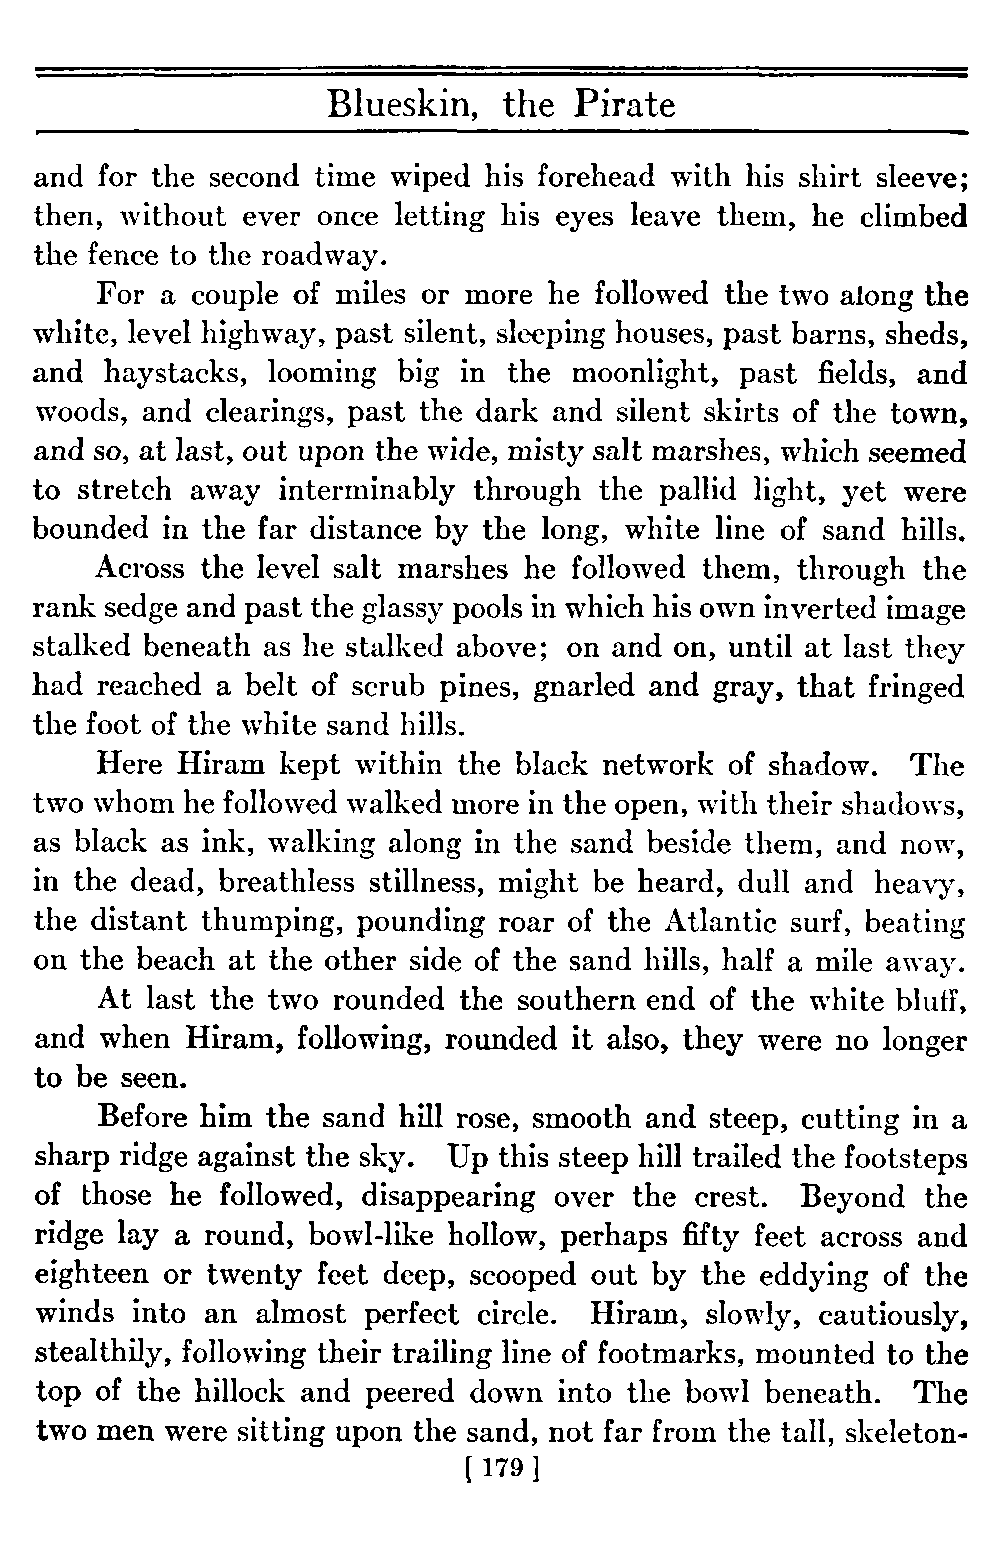 Blueskin, the Pirate
and for the second time wiped his forehead with his shirt sleeve;
then, without ever once letting his eyes leave them, he climbed
the fence to the roadway.
For a couple of miles or more he followed the two along the
white, level highway, past silent, sleeping houses, past barns, sheds,
and haystacks, looming big in the moonlight, past fields, and
woods, and clearings, past the dark and silent skirts of the town,
and so, at last, out upon the wide, misty salt marshes, which seemed
to stretch away interminably through the pallid light, yet were
bounded in the far distance by the long, white line of sand hills.
Across the level salt marshes he followed them, through the
rank sedge and past the glassy pools in which his own inverted image
stalked beneath as he stalked above; on and on, until at last they
had reached a belt of scrub pines, gnarled and gray, that fringed
the foot of the white sand hills.
Here Hiram kept within the black network of shadow. The
two whom he followed walked more in the open, with their shadows,
as black as ink, walking along in the sand beside them, and now,
in the dead, breathless stillness, might be heard, dull and heavy,
the distant thumping, pounding roar of the Atlantic surf, beating
on the beach at the other side of the sand hills, half a mile away.
At last the two rounded the southern end of the white bluff,
and when Hiram, following, rounded it also, they were no longer
to be seen.
Before him the sand hill rose, smooth and steep, cutting in a
sharp ridge against the sky. Up this steep hill trailed the footsteps
of those he followed, disappearing over the crest. Beyond the
ridge lay a round, bowl-like hollow, perhaps fifty feet across and
eighteen or twenty feet deep, scooped out by the eddying of the
winds into an almost perfect circle. Hiram, slowly, cautiously,
stealthily, following their trailing line of footmarks, mounted to the
top of the hillock and peered down into the bowl beneath. The
two men were sitting upon the sand, not far from the tall, skeleton-
[ 179 ]